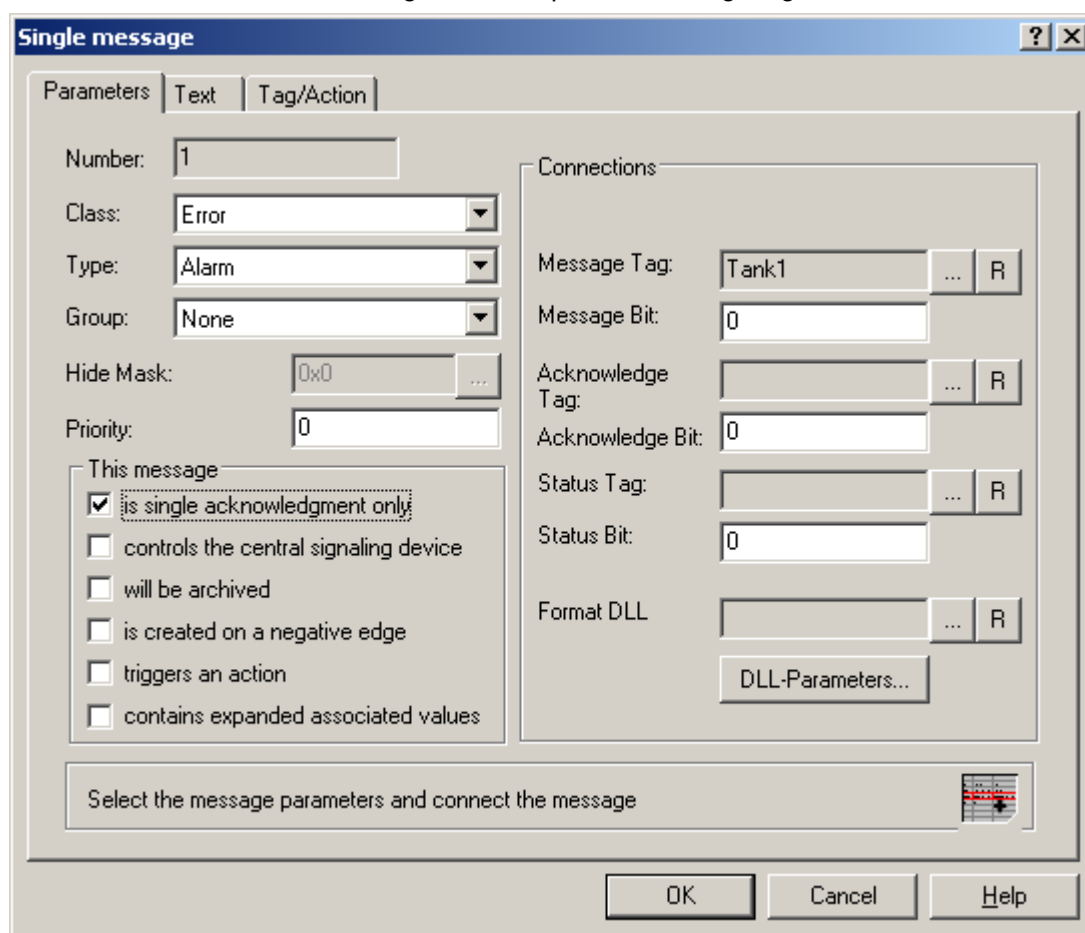 Single message
Parameters Text Tag/Action
Number: 1
Class: Error
Type: Alarm
Group: None
Hide Mask: 0x0 ...
Priority: 0
This message
is single acknowledgment only
controls the central signaling device
will be archived
is created on a negative edge
triggers an action
contains expanded associated values
Connections
Message Tag: Tank1 ... R
Message Bit: 0
Acknowledge
Tag: ... R
Acknowledge Bit: 0
Status Tag: ... R
Status Bit: 0
Format DLL ... R
DLL-Parameters...
Select the message parameters and connect the message
OK Cancel Help